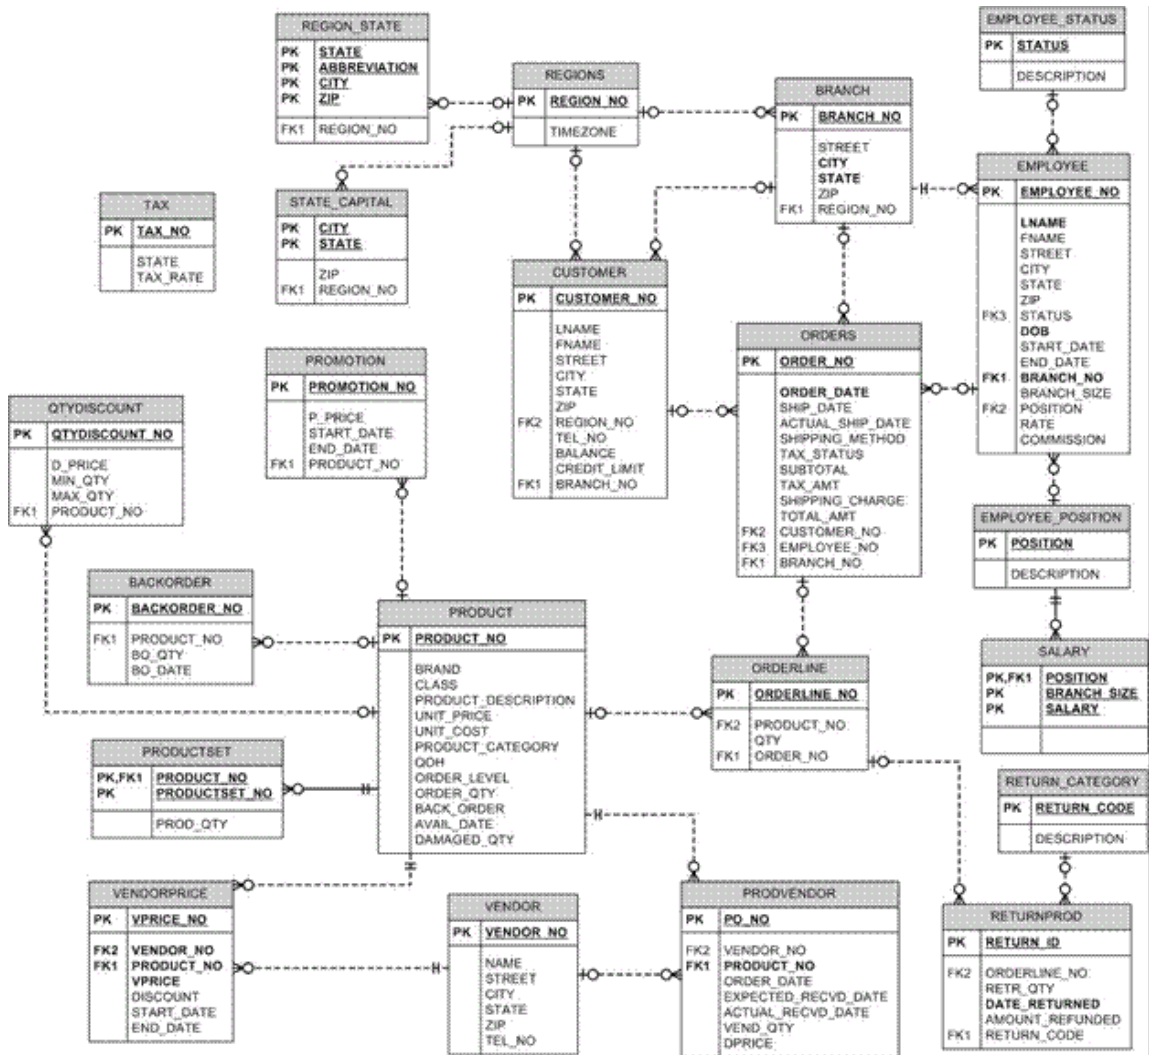 REGION_STATE
PK STATE
PK ABBREVIATION
PK CITY
PK ZIP
FK1 REGION_NO
REGIONS
PK REGION_NO
TIMEZONE
BRANCH
PK BRANCH_NO
STREET
CITY
STATE
ZIP
FK1 REGION_NO
EMPLOYEE_STATUS
PK STATUS
DESCRIPTION
TAX
PK TAX_NO
STATE
TAX_RATE
STATE_CAPITAL
PK CITY
PK STATE
ZIP
FK1 REGION_NO
CUSTOMER
PK CUSTOMER_NO
LNAME
FNAME
STREET
CITY
STATE
ZIP
FK2 REGION_NO
TEL_NO
BALANCE
CREDIT_LIMIT
FK1 BRANCH_NO
EMPLOYEE
PK EMPLOYEE_NO
LNAME
FNAME
STREET
CITY
STATE
ZIP
FK3 STATUS
DOB
START_DATE
END_DATE
FK1 BRANCH_NO
BRANCH_SIZE
FK2 POSITION
RATE
COMMISSION
ORDERS
PK ORDER_NO
ORDER_DATE
SHIP_DATE
ACTUAL_SHIP_DATE
SHIPPING_METHOD
TAX_STATUS
SUBTOTAL
TAX_AMT
SHIPPING_CHARGE
TOTAL_AMT
FK2 CUSTOMER_NO
FK3 EMPLOYEE_NO
FK1 BRANCH_NO
PROMOTION
PK PROMOTION_NO
P_PRICE
START_DATE
END_DATE
FK1 PRODUCT_NO
QTYDISCOUNT
PK QTYDISCOUNT_NO
D_PRICE
MIN_QTY
MAX_QTY
FK1 PRODUCT_NO
EMPLOYEE_POSITION
PK POSITION
DESCRIPTION
BACKORDER
PK BACKORDER_NO
FK1 PRODUCT_NO
BO_QTY
BO_DATE
PRODUCT
PK PRODUCT_NO
BRAND
CLASS
PRODUCT_DESCRIPTION
UNIT_PRICE
UNIT_COST
PRODUCT_CATEGORY
QOH
ORDER_LEVEL
ORDER_QTY
BACK_ORDER
AVAIL_DATE
DAMAGED_QTY
ORDERLINE
PK ORDERLINE_NO
FK2 PRODUCT_NO
QTY
FK1 ORDER_NO
SALARY
PK,FK1 POSITION
PK BRANCH_SIZE
PK SALARY
PRODUCTSET
PK,FK1 PRODUCT_NO
PK PRODUCTSET_NO
PROD_QTY
RETURN_CATEGORY
PK RETURN_CODE
DESCRIPTION
VENDORPRICE
PK VPRICE_NO
FK2 VENDOR_NO
FK1 PRODUCT_NO
VPRICE
DISCOUNT
START_DATE
END_DATE
VENDOR
PK VENDOR_NO
NAME
STREET
CITY
STATE
ZIP
TEL_NO
PRODVENDOR
PK PO_NO
FK2 VENDOR_NO
FK1 PRODUCT_NO
ORDER_DATE
EXPECTED_RECVD_DATE
ACTUAL_RECVD_DATE
VEND_QTY
DPRICE
RETURNPROD
PK RETURN_ID
FK2 ORDERLINE_NO
RETR_QTY
DATE_RETURNED
AMOUNT_REFUNDED
FK1 RETURN_CODE